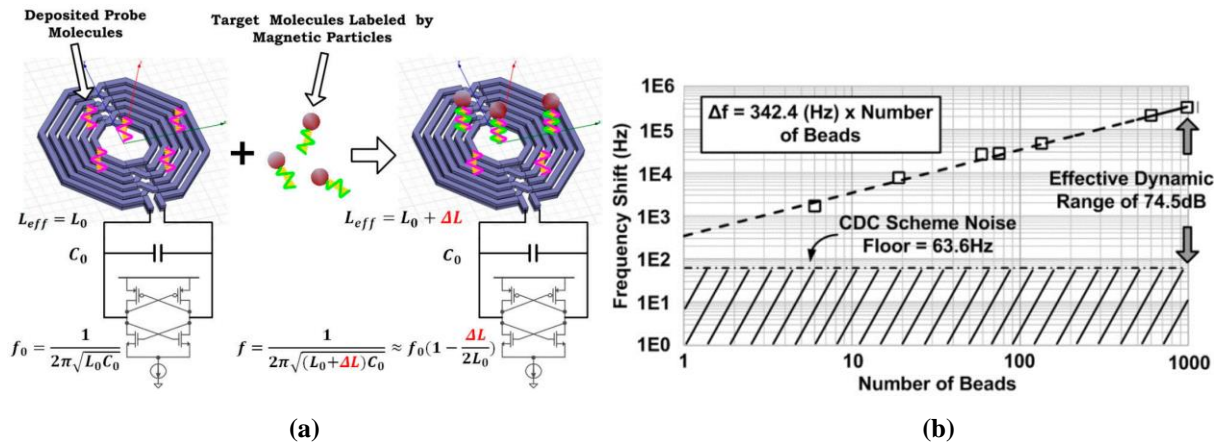 Deposited Probe
Molecules
Target Molecules Labeled by
Magnetic Particles
+
L_eff = L_0
L_eff = L_0 + ΔL
C_0
C_0
f_0 = 1 / (2π√(L_0C_0))
f = 1 / (2π√((L_0+ΔL)C_0)) ≈ f_0(1 - ΔL/2L_0)
(a)
Frequency Shift (Hz)
1E6
1E5
1E4
1E3
1E2
1E1
1E0
Δf = 342.4 (Hz) x Number
of Beads
Effective Dynamic
Range of 74.5dB
CDC Scheme Noise
Floor = 63.6Hz
1 10 100 1000
Number of Beads
(b)